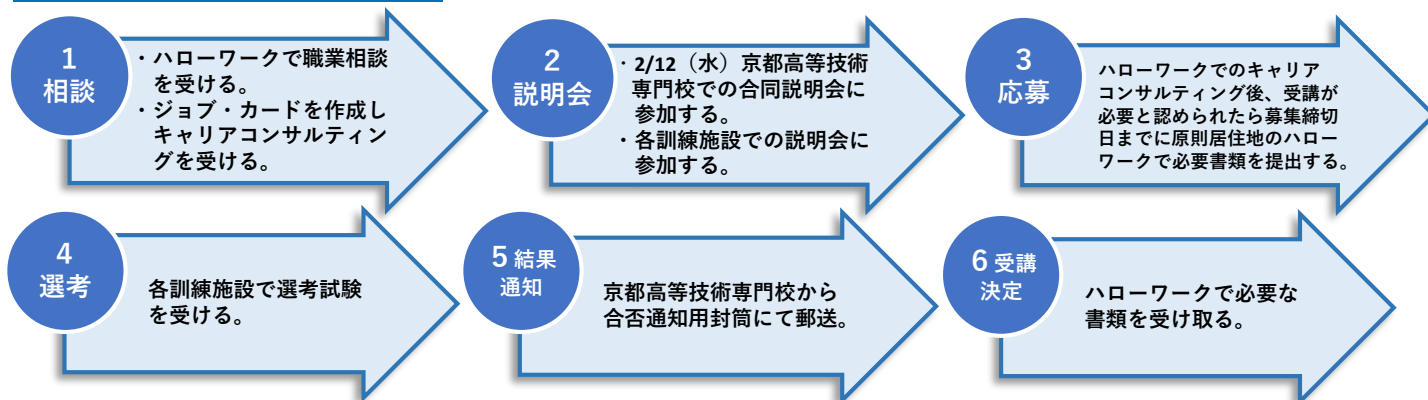 1
相談
・ハローワークで職業相談
を受ける。
・ジョブ・カードを作成し
キャリアコンサルティン
グを受ける。
2
説明会
・2/12（水）京都高等技術
専門校での合同説明会に
参加する。
・各訓練施設での説明会に
参加する。
3
応募
ハローワークでのキャリア
コンサルティング後、受講が
必要と認められたら募集締切
日までに原則居住地のハロー
ワークで必要書類を提出する。
4
選考
各訓練施設で選考試験
を受ける。
5 結果
通知
京都高等技術専門校から
合否通知用封筒にて郵送。
6 受講
決定
ハローワークで必要な
書類を受け取る。